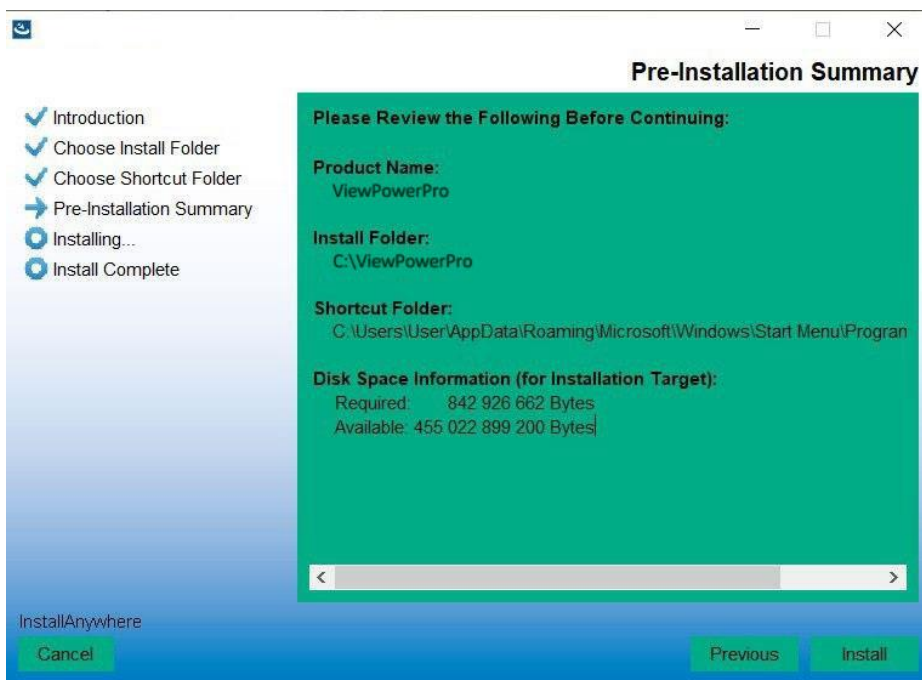 Pre-Installation Summary
Introduction
Choose Install Folder
Choose Shortcut Folder
Pre-Installation Summary
Installing...
Install Complete
Please Review the Following Before Continuing:
Product Name:
ViewPowerPro
Install Folder:
C:\ViewPowerPro
Shortcut Folder:
C:\Users\User\AppData\Roaming\Microsoft\Windows\Start Menu\Progran
Disk Space Information (for Installation Target):
Required: 842 926 662 Bytes
Available: 455 022 899 200 Bytes
InstallAnywhere
Cancel
Previous
Install